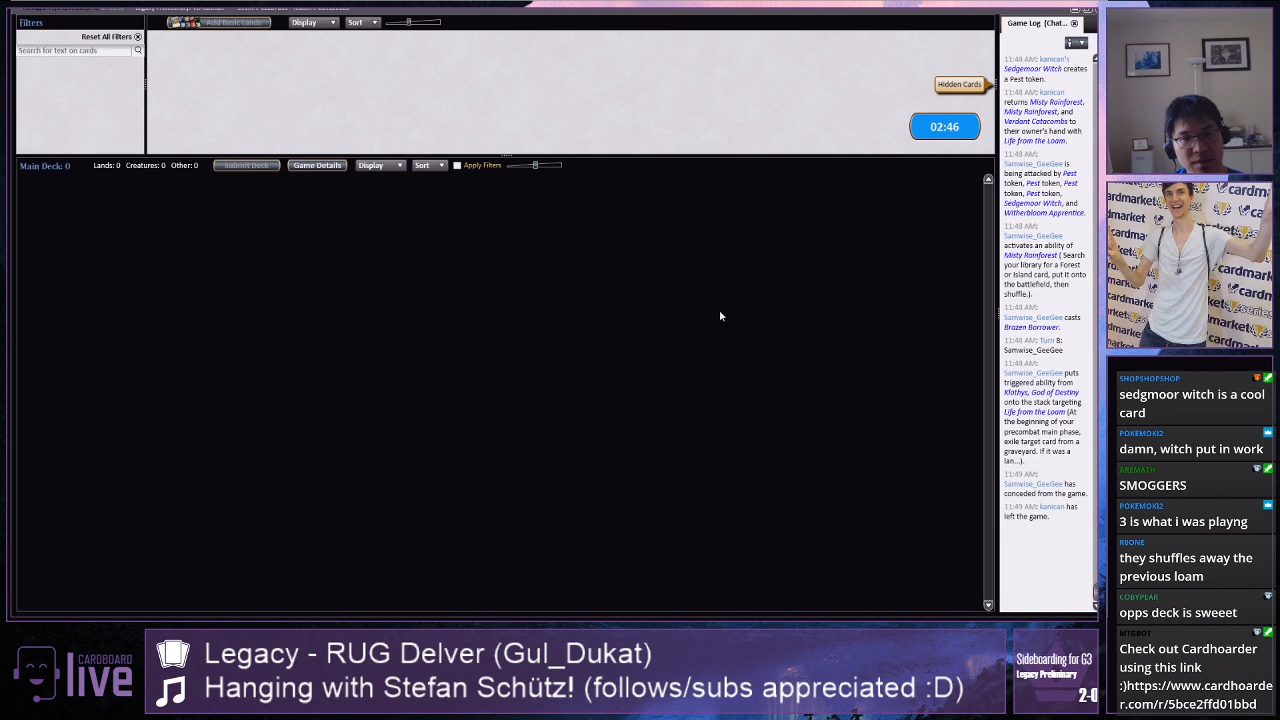 Filters
Add Basic Lands
Display
Sort
Reset All Filters
Search for text on cards
Hidden Cards
02:46
Main Deck: 0
Lands: 0 Creatures: 0 Other: 0
Submit Deck
Game Details
Display
Sort
Apply Filters
Game Log (Chat...
11:48 AM: kanican's
Sedgemoor Witch creates
a Pest token.
11:48 AM: kanican
returns Misty Rainforest,
Misty Rainforest, and
Verdant Catacombs to
their owner's hand with
Life from the Loam.
11:48 AM:
Samwise_GeeGee is
being attacked by Pest
token, Pest token, Pest
token, Pest token,
Sedgemoor Witch, and
Witherbloom Apprentice.
11:48 AM:
Samwise_GeeGee
activates an ability of
Misty Rainforest ( Search
your library for a Forest
or Island card, put it onto
the battlefield, then
shuffle.).
11:48 AM:
Samwise_GeeGee casts
Brazen Borrower.
11:48 AM: Turn 8:
Samwise_GeeGee
11:48 AM:
Samwise_GeeGee puts
triggered ability from
Klothys, God of Destiny
onto the stack targeting
Life from the Loam (At
the beginning of your
precombat main phase,
exile target card from a
graveyard. If it was a
lan...).
11:49 AM:
Samwise_GeeGee has
conceded from the game.
11:49 AM: kanican has
left the game.
cardmarket
SHOPSHOPSHOP
sedgmoor witch is a cool
card
POKEMOKI2
damn, witch put in work
AREMATH
SMOGGERS
POKEMOKI2
3 is what i was playng
R0ONE
they shuffles away the
previous loam
COBYPEAR
opps deck is sweeet
MTGBOT
Check out Cardhoarder
using this link
:)https://www.cardhoarde
r.com/r/5bce2ffd01bbd
CARDBOARD
live
Legacy - RUG Delver (Gul_Dukat)
Hanging with Stefan Schütz! (follows/subs appreciated :D)
Sideboarding for G3
Legacy Preliminary
2-0